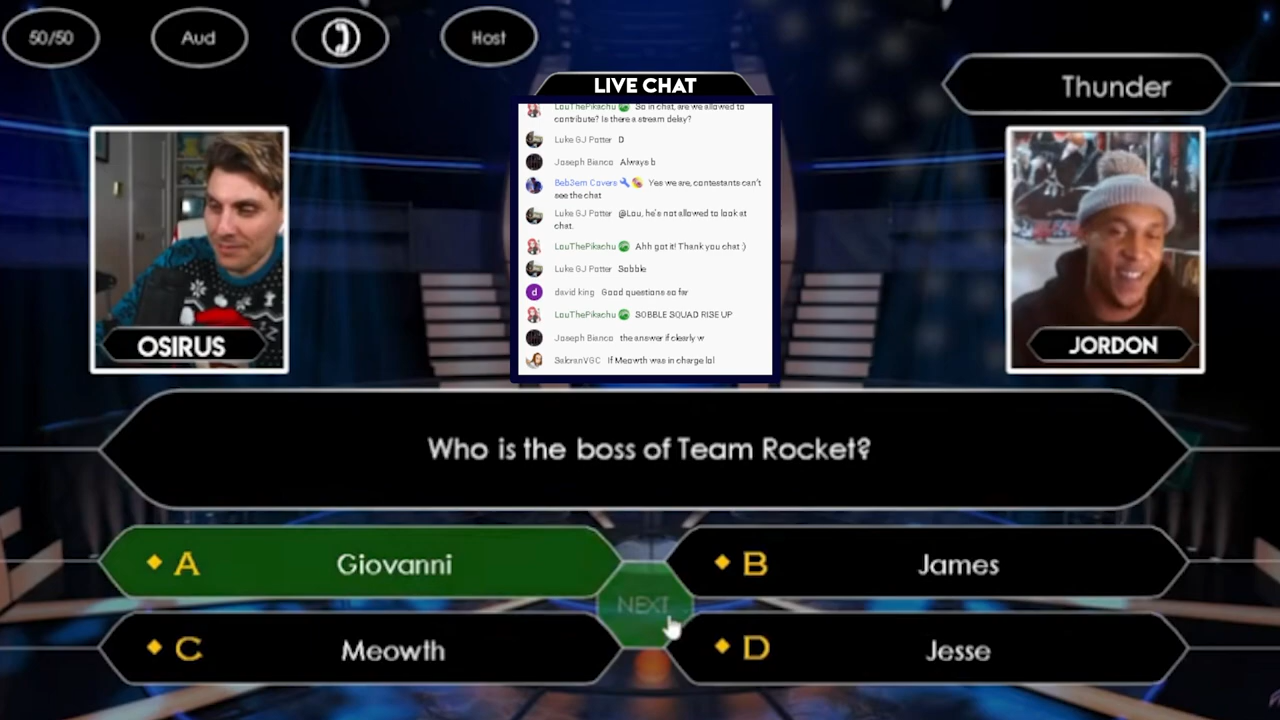 50/50
Aud
Host
Thunder
LIVE CHAT
LouThePikachu So in chat, are we allowed to
contribute? Is there a stream delay?
Luke GJ Potter D
Joseph Bianco Always b
Beb3em Covers Yes we are, contestants can't
see the chat
Luke GJ Potter @Lou, he's not allowed to look at
chat.
LouThePikachu Ahh got it! Thank you chat :)
Luke GJ Potter Sobble
d david king Good questions so far
LouThePikachu SOBBLE SQUAD RISE UP
Joseph Bianco the answer if clearly w
SalcranVGC If Meowth was in charge lol
OSIRUS
JORDON
Who is the boss of Team Rocket?
A Giovanni
B James
NEXT
C Meowth
D Jesse